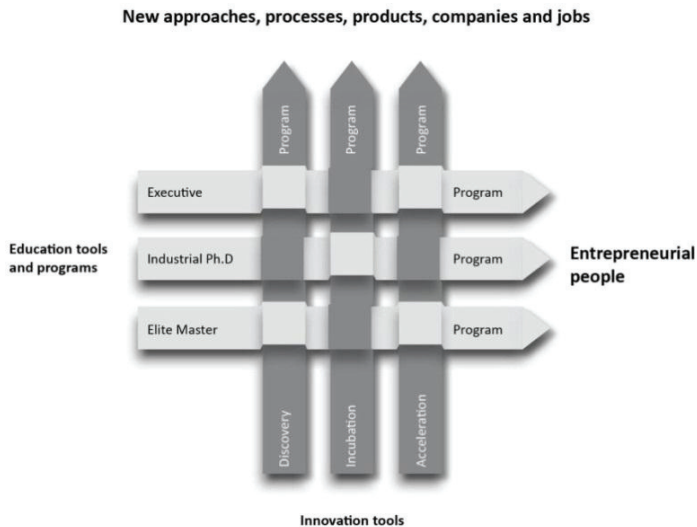 New approaches, processes, products, companies and jobs
Program
Program
Program
Executive
Program
Education tools
and programs
Industrial Ph.D
Program
Entrepreneurial
people
Elite Master
Program
Discovery
Incubation
Acceleration
Innovation tools